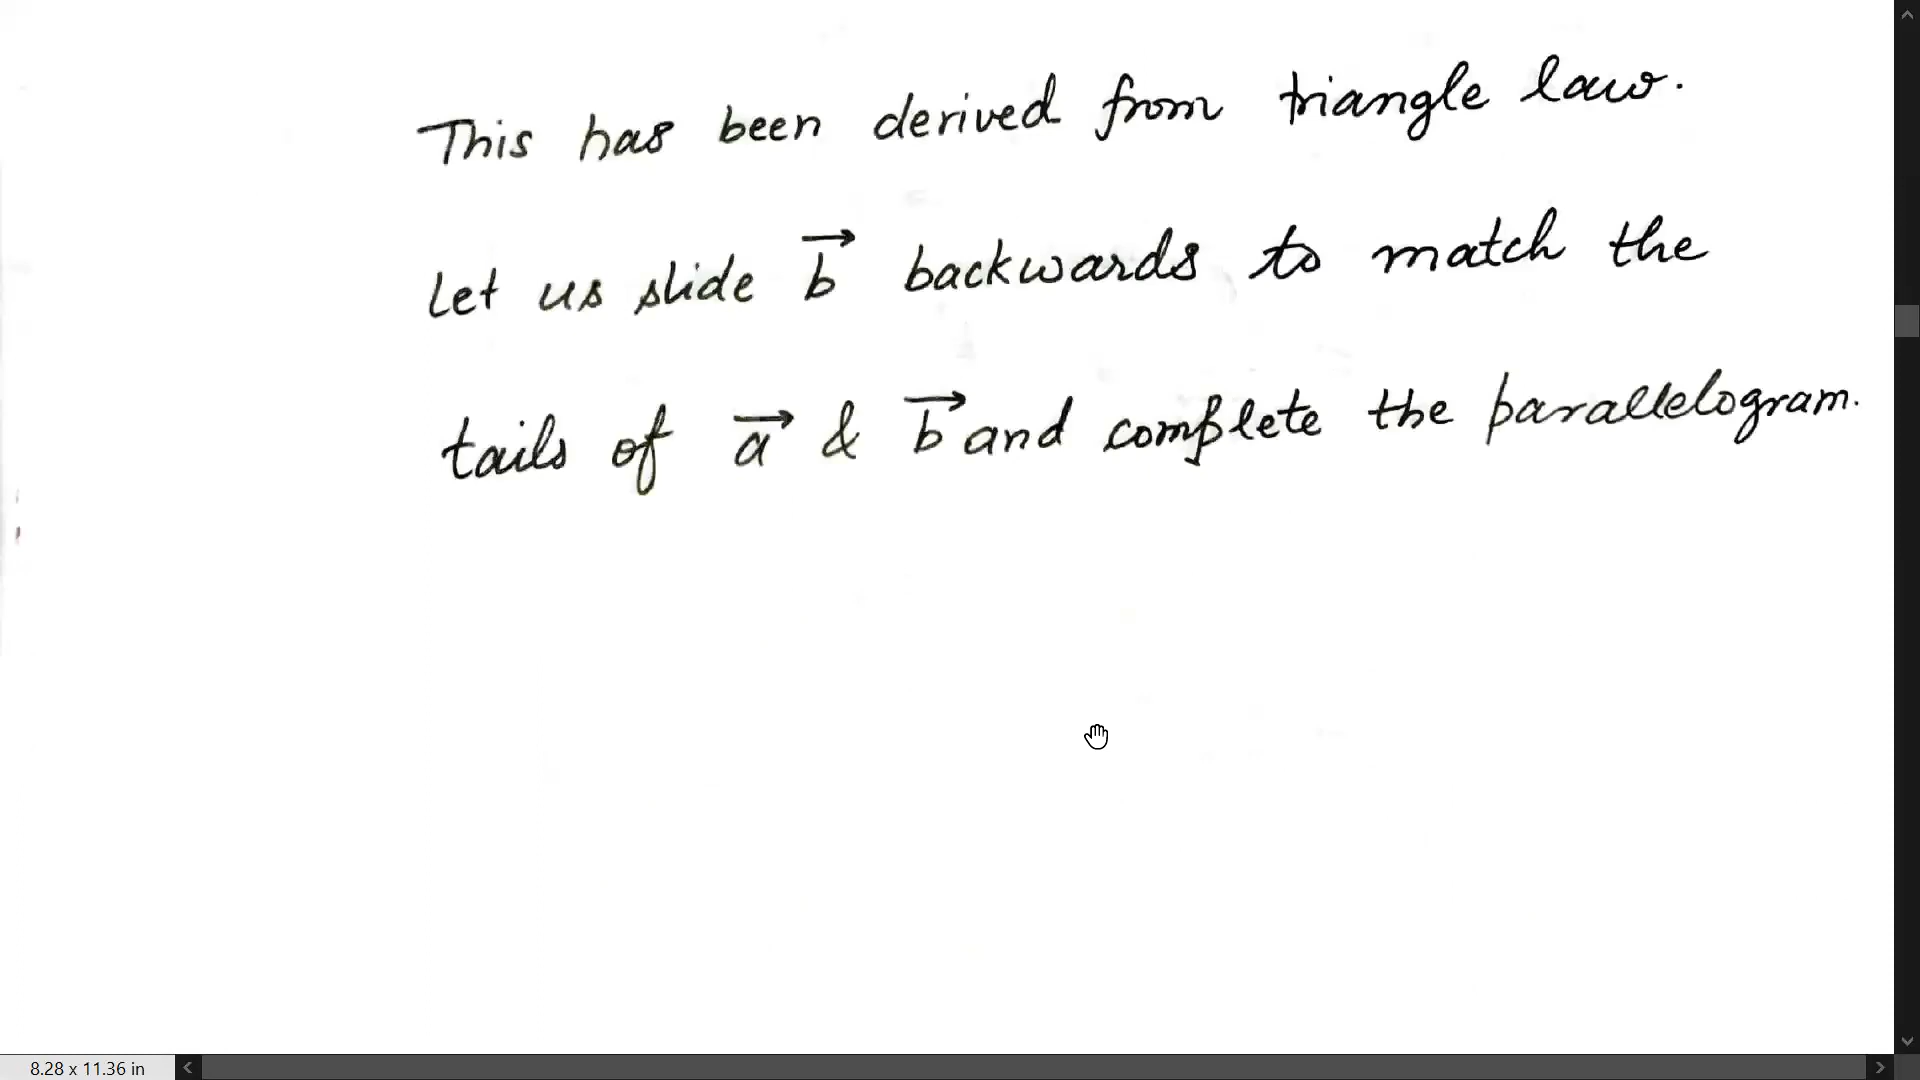 This has been derived from triangle law.
Let us slide b⃗ backwards to match the
tails of a⃗ & b⃗ and complete the parallelogram.
8.28 x 11.36 in